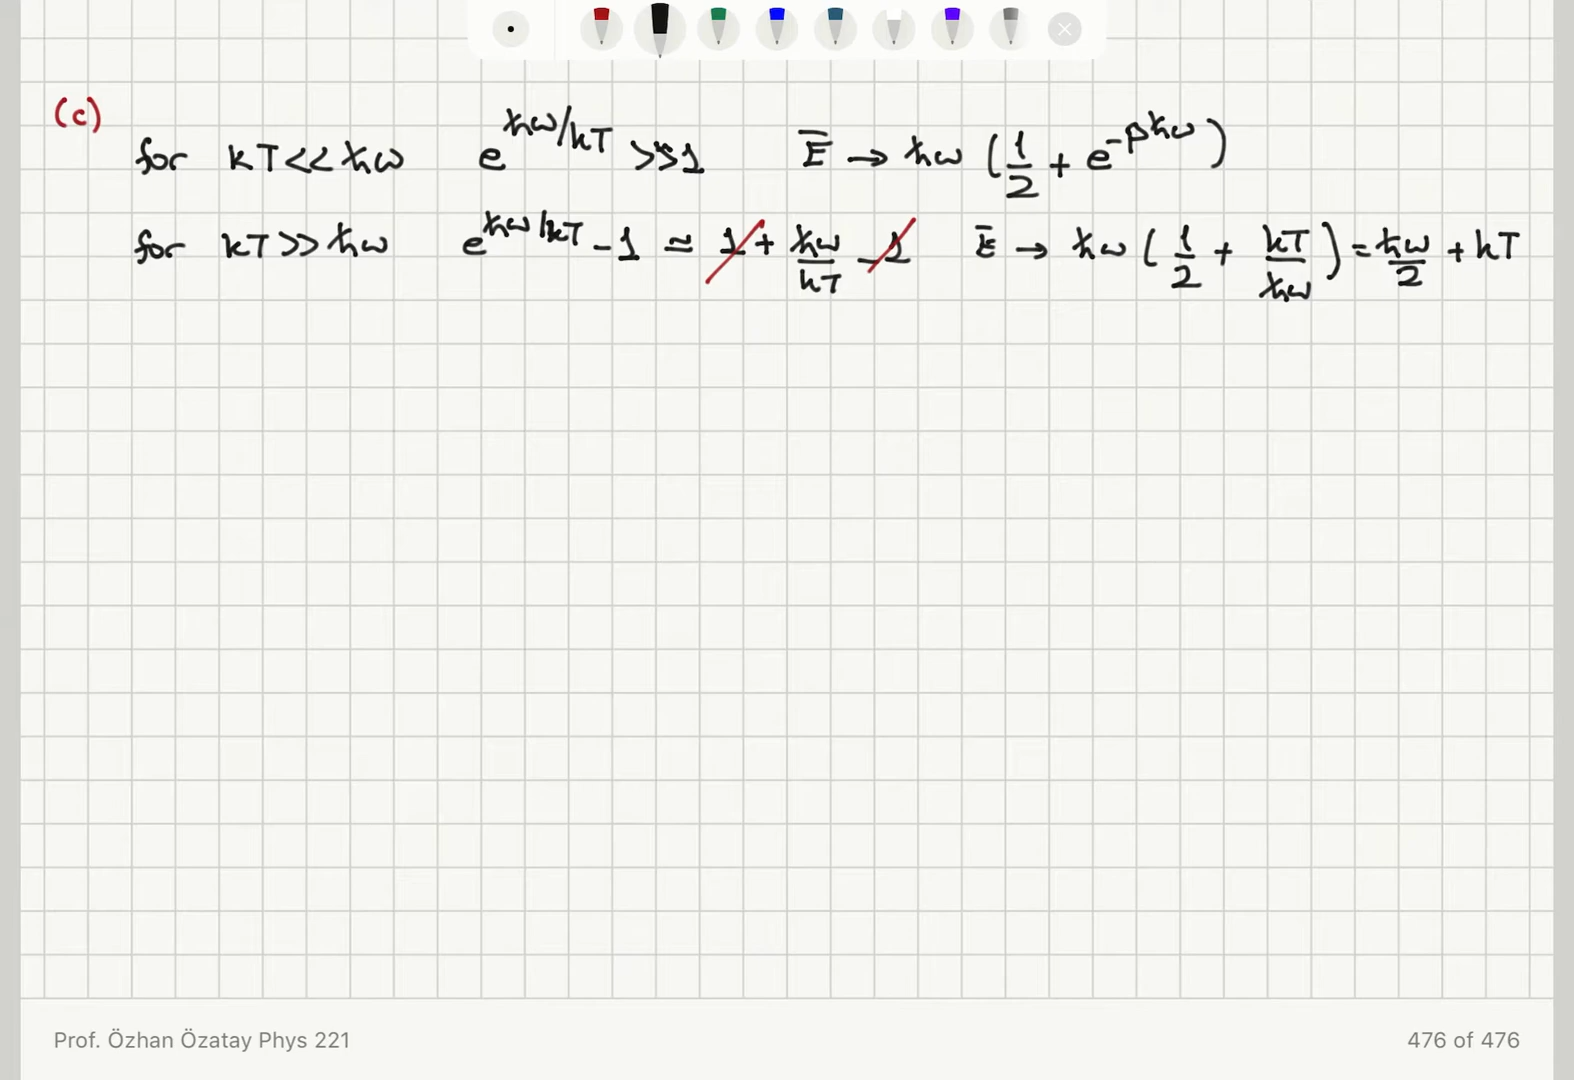 (c)
for kT<<ħω e^{ħω/kT} >>1 Ē → ħω (1/2 + e^{-βħω})
for kT>>ħω e^{ħω/kT} - 1 ≃ 1 + ħω/kT - 1 Ē → ħω (1/2 + kT/ħω) = ħω/2 + kT
Prof. Özhan Özatay Phys 221
476 of 476